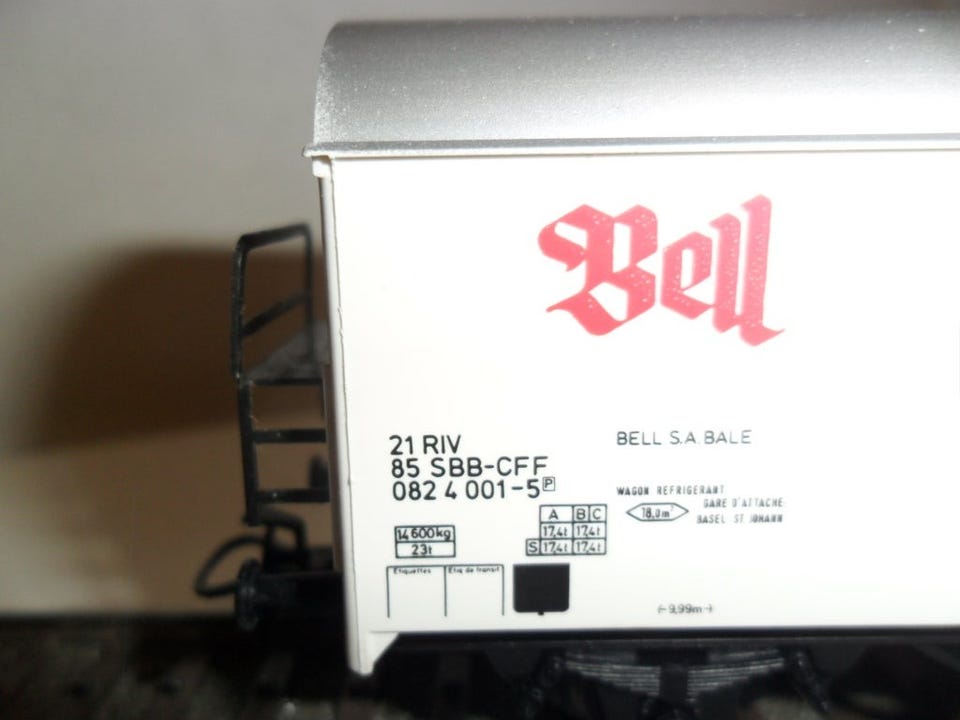 Bell
BELL S.A. BALE
21 RIV
85 SBB-CFF
082 4 001-5 P
WAGON REFRIGERANT
GARE D'ATTACHE:
18,0m²
BASEL ST. JOHANN
A B C
17,4t 17,4t
S 17,4t 17,4t
14600kg
23t
Etiquettes Etiq de transit
9,99m